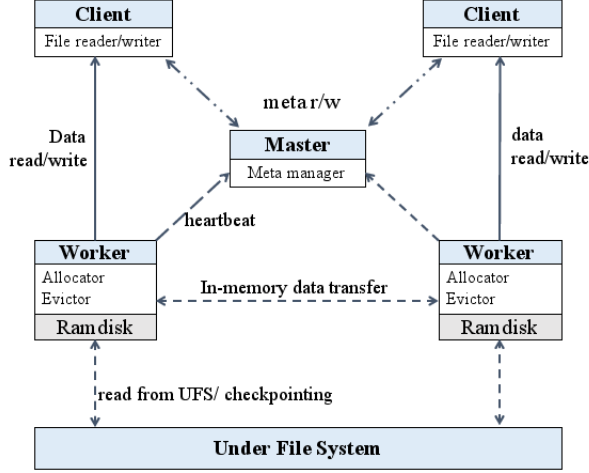 Client
File reader/writer
Client
File reader/writer
meta r/w
Data
read/write
data
read/write
Master
Meta manager
heartbeat
Worker
Allocator
Evictor
Ramdisk
In-memory data transfer
Worker
Allocator
Evictor
Ramdisk
read from UFS/ checkpointing
Under File System